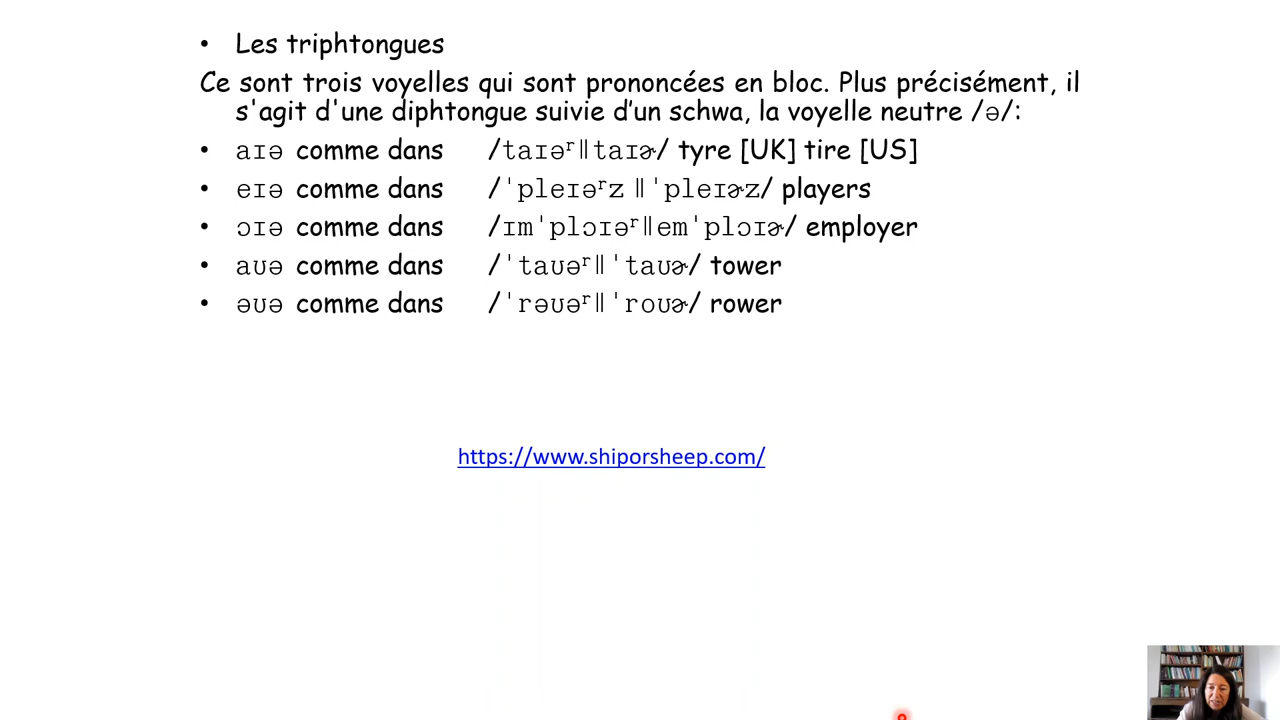 • Les triphtongues
Ce sont trois voyelles qui sont prononcées en bloc. Plus précisément, il
s'agit d'une diphtongue suivie d’un schwa, la voyelle neutre /ə/:
• aɪə comme dans /taɪəʳ‖taɪɚ/ tyre [UK] tire [US]
• eɪə comme dans /ˈpleɪəʳz ‖ˈpleɪɚz/ players
• ɔɪə comme dans /ɪmˈplɔɪəʳ‖emˈplɔɪɚ/ employer
• aʊə comme dans /ˈtaʊəʳ‖ˈtaʊɚ/ tower
• əʊə comme dans /ˈrəʊəʳ‖ˈroʊɚ/ rower
https://www.shiporsheep.com/